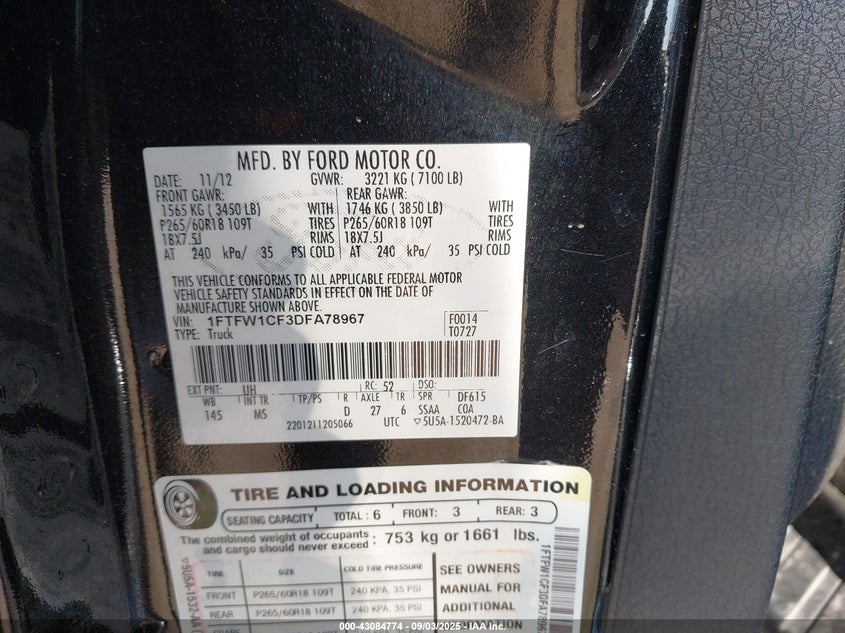 MFD. BY FORD MOTOR CO.
DATE: 11/12 GVWR: 3221 KG ( 7100 LB)
FRONT GAWR: REAR GAWR:
1565 KG ( 3450 LB) WITH 1746 KG ( 3850 LB) WITH
P265/60R18 109T TIRES P265/60R18 109T TIRES
18X7.5J RIMS 18X7.5J RIMS
AT 240 kPa/ 35 PSI COLD AT 240 kPa/ 35 PSI COLD
THIS VEHICLE CONFORMS TO ALL APPLICABLE FEDERAL MOTOR
VEHICLE SAFETY STANDARDS IN EFFECT ON THE DATE OF
MANUFACTURE SHOWN ABOVE.
VIN: 1FTFW1CF3DFA78967 F0014
TYPE: Truck T0727
EXT PNT: UH RC: 52 DSO:
WB INT TR TP/PS R AXLE TR SPR DF615
145 MS D 27 6 SSAA COA
2201211205066 UTC ▽5U5A-1520472-BA
TIRE AND LOADING INFORMATION
SEATING CAPACITY TOTAL : 6 FRONT: 3 REAR: 3
The combined weight of occupants and cargo should never exceed : 753 kg or 1661 lbs.
TIRE SIZE COLD TIRE PRESSURE
FRONT P265/60R18 109T 240 KPA, 35 PSI
REAR P265/60R18 109T 240 KPA, 35 PSI
SEE OWNERS
MANUAL FOR
ADDITIONAL
1FTFW1CF3DFA7896
43084774 - 09/03/2025 - IAA Inc.